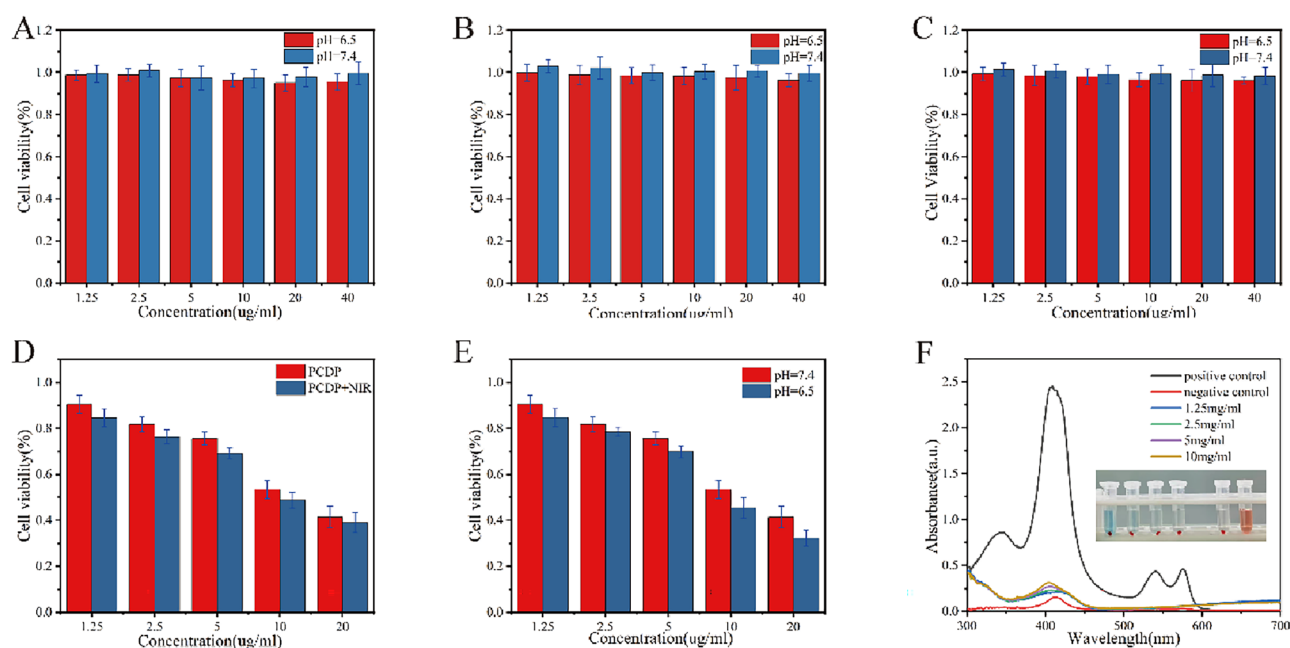 A
1.2
1.0
0.8
0.6
0.4
0.2
0.0
Cell viability(%)
pH=6.5
pH=7.4
1.25 2.5 5 10 20 40
Concentration(ug/ml)
B
1.2
1.0
0.8
0.6
0.4
0.2
0.0
Cell viability(%)
pH=6.5
pH=7.4
1.25 2.5 5 10 20 40
Concentration(ug/ml)
C
1.2
1.0
0.8
0.6
0.4
0.2
0.0
Cell Viability(%)
pH=6.5
pH=7.4
1.25 2.5 5 10 20 40
Concentration(ug/ml)
D
1.0
0.8
0.6
0.4
0.2
0.0
Cell viability(%)
PCDP
PCDP+NIR
1.25 2.5 5 10 20
Concentration(ug/ml)
E
1.0
0.8
0.6
0.4
0.2
0.0
Cell viability(%)
pH=7.4
pH=6.5
1.25 2.5 5 10 20
Concentration(ug/ml)
F
2.5
2.0
1.5
1.0
0.5
0.0
Absorbance(a.u.)
positive control
negative control
1.25mg/ml
2.5mg/ml
5mg/ml
10mg/ml
300 400 500 600 700
Wavelength(nm)